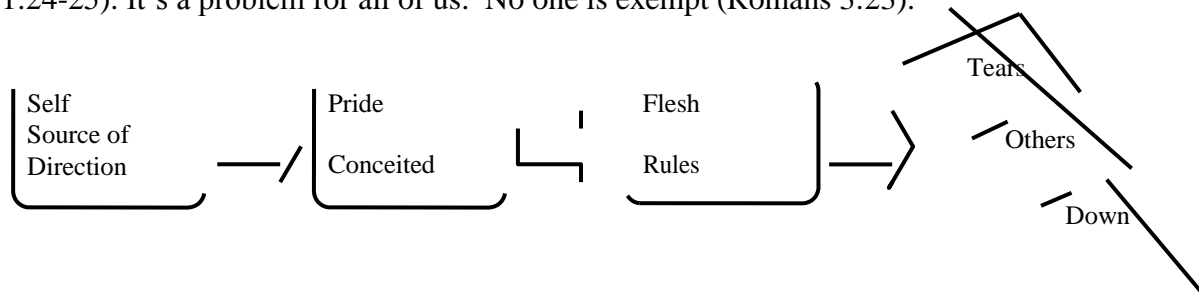 1:24-25). It's a problem for all of us. No one is exempt (Romans 3:23).
Self
Source of
Direction
Pride
Conceited
Flesh
Rules
Tears
Others
Down